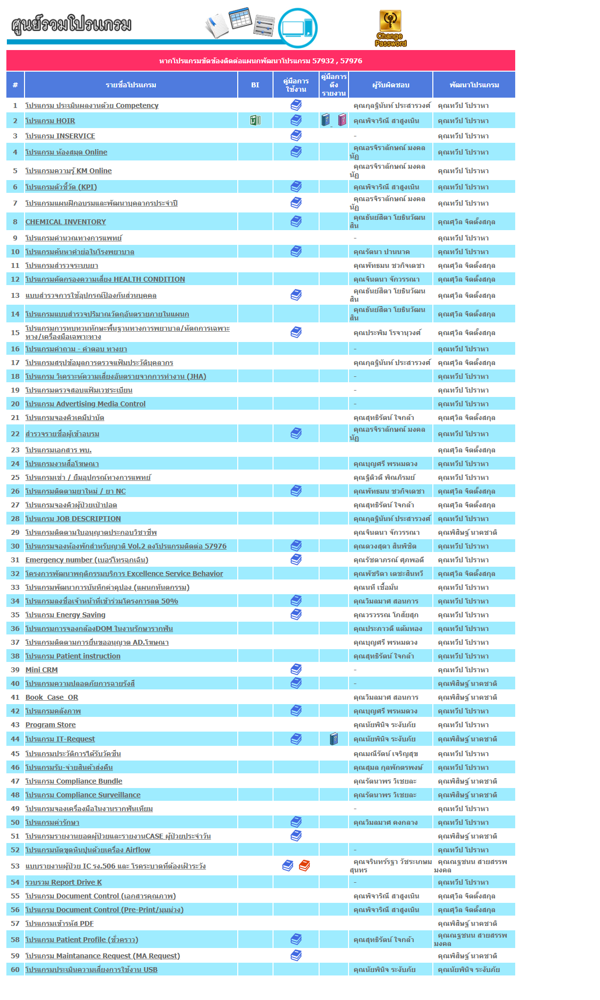 ศูนย์รวมโปรแกรม
Change
Password
หากโปรแกรมขัดข้องติดต่อแผนกพัฒนาโปรแกรม 57932 , 57976
# รายชื่อโปรแกรม BI คู่มือการใช้งาน คู่มือการดึงรายงาน ผู้รับผิดชอบ พัฒนาโปรแกรม
1 โปรแกรม ประเมินผลงานด้วย Competency คุณกุลฐินันท์ ประสารวงศ์ คุณทวีป โปราหา
2 โปรแกรม HOIR คุณพิจาริณี สาสูงเนิน คุณทวีป โปราหา
3 โปรแกรม INSERVICE - คุณทวีป โปราหา
4 โปรแกรม ห้องสมุด Online คุณอรจิราลักษณ์ มงคลนัฏ คุณทวีป โปราหา
5 โปรแกรมความรู้ KM Online คุณอรจิราลักษณ์ มงคลนัฏ คุณทวีป โปราหา
6 โปรแกรมตัวชี้วัด (KPI) คุณพิจาริณี สาสูงเนิน คุณทวีป โปราหา
7 โปรแกรมแผนฝึกอบรมและพัฒนาบุคลากรประจำปี คุณอรจิราลักษณ์ มงคลนัฏ คุณทวีป โปราหา
8 CHEMICAL INVENTORY คุณธันย์สิตา โยธินวัฒนสิน คุณศุวิล จิตตั้งสกุล
9 โปรแกรมคำนวณทางการแพทย์ - คุณทวีป โปราหา
10 โปรแกรมค้นหาคำย่อในโรงพยาบาล คุณรัตนา ปานนาค คุณทวีป โปราหา
11 โปรแกรมสำรวจระบบยา คุณพัทธมน ชวกิจเดชา คุณศุวิล จิตตั้งสกุล
12 โปรแกรมคัดกรองความเสี่ยง HEALTH CONDITION คุณจินตนา จักวรรณา คุณศุวิล จิตตั้งสกุล
13 แบบสำรวจการใช้อุปกรณ์ป้องกันส่วนบุคคล คุณธันย์สิตา โยธินวัฒนสิน คุณศุวิล จิตตั้งสกุล
14 โปรแกรมแบบสำรวจปริมาณวัตถุอันตรายภายในแผนก คุณธันย์สิตา โยธินวัฒนสิน คุณศุวิล จิตตั้งสกุล
15 โปรแกรมการทบทวนทักษะพื้นฐานทางการพยาบาล/หัตถการเฉพาะทาง/เครื่องมือเฉพาะทาง คุณประพิม โรจานุวงศ์ คุณศุวิล จิตตั้งสกุล
16 โปรแกรมคำถาม - คำตอบ ทางยา - คุณทวีป โปราหา
17 โปรแกรมสรุปข้อมูลการตรวจแฟ้มประวัติบุคลากร คุณกุลฐินันท์ ประสารวงศ์ คุณศุวิล จิตตั้งสกุล
18 โปรแกรม วิเคราะห์ความเสี่ยงอันตรายจากการทำงาน (JHA) - คุณทวีป โปราหา
19 โปรแกรมตรวจสอบแฟ้มเวชระเบียน - คุณทวีป โปราหา
20 โปรแกรม Advertising Media Control - คุณทวีป โปราหา
21 โปรแกรมจองคิวเคมีบำบัด คุณสุทธิรัตน์ ใจกล้า คุณศุวิล จิตตั้งสกุล
22 สำรวจรายชื่อผู้เข้าอบรม คุณอรจิราลักษณ์ มงคลนัฏ คุณทวีป โปราหา
23 โปรแกรมเอกสาร พบ. คุณศุวิล จิตตั้งสกุล
24 โปรแกรมงานสื่อโฆษณา คุณบุญศรี พรหมดวง คุณทวีป โปราหา
25 โปรแกรมเช่า / ยืมอุปกรณ์ทางการแพทย์ คุณฐิติวดี พิณภิรมย์ คุณทวีป โปราหา
26 โปรแกรมติดตามยาใหม่ / ยา NC คุณพัทธมน ชวกิจเดชา คุณศุวิล จิตตั้งสกุล
27 โปรแกรมจองคิวผู้ป่วยเป่าปอด คุณสุทธิรัตน์ ใจกล้า คุณศุวิล จิตตั้งสกุล
28 โปรแกรม JOB DESCRIPTION คุณกุลฐินันท์ ประสารวงศ์ คุณทวีป โปราหา
29 โปรแกรมติดตามใบอนุญาตประกอบวิชาชีพ คุณจินตนา จักวรรณา คุณพิสิษฐ์ นาคชาติ
30 โปรแกรมจองห้องพักสำหรับญาติ Vol.2 ลงโปรแกรมติดต่อ 57976 คุณดวงสุดา สินพิชิต คุณทวีป โปราหา
31 Emergency number (เบอร์โทรฉุกเฉิน) คุณรัชดาภรณ์ ศุภพอดี คุณทวีป โปราหา
32 โครงการพัฒนาพฤติกรรมบริการ Excellence Service Behavior คุณพัชริดา เตชะสินทวี คุณศุวิล จิตตั้งสกุล
33 โปรแกรมพัฒนาการบันทึกค่าคูปอง (แผนกทันตกรรม) คุณนที เชื้อมั่น คุณทวีป โปราหา
34 โปรแกรมลงชื่อเจ้าหน้าที่เข้าร่วมโครงการลด 50% คุณวิมลมาศ สอนการ คุณทวีป โปราหา
35 โปรแกรม Energy Saving คุณวรวรรณ โกสัยสุก คุณทวีป โปราหา
36 โปรแกรมการจองกล้องDOM ในงานรักษารากฟัน คุณประภาวดี แต้มทอง คุณทวีป โปราหา
37 โปรแกรมติดตามการยื่นขออนุญาต AD.โฆษณา คุณบุญศรี พรหมดวง คุณทวีป โปราหา
38 โปรแกรม Patient instruction คุณสุทธิรัตน์ ใจกล้า คุณทวีป โปราหา
39 Mini CRM - คุณทวีป โปราหา
40 โปรแกรมความปลอดภัยการฉายรังสี - คุณพิสิษฐ์ นาคชาติ
41 Book_Case_OR คุณวิมลมาศ สอนการ คุณพิสิษฐ์ นาคชาติ
42 โปรแกรมคลังภาพ คุณบุญศรี พรหมดวง คุณทวีป โปราหา
43 Program Store คุณนัยพินิจ ระงับภัย คุณทวีป โปราหา
44 โปรแกรม IT-Request คุณนัยพินิจ ระงับภัย คุณพิสิษฐ์ นาคชาติ
45 โปรแกรมประวัติการได้รับวัคซีน คุณมณีรัตน์ เจริญสุข คุณทวีป โปราหา
46 โปรแกรมรับ-จ่ายสินค้าส่งคืน คุณสุมล กุลพักตรพงษ์ คุณทวีป โปราหา
47 โปรแกรม Compliance Bundle คุณรัตนาพร วิเชยละ คุณพิสิษฐ์ นาคชาติ
48 โปรแกรม Compliance Surveillance คุณรัตนาพร วิเชยละ คุณพิสิษฐ์ นาคชาติ
49 โปรแกรมจองเครื่องมือในงานรากฟันเทียม - คุณทวีป โปราหา
50 โปรแกรมค่ารักษา คุณวิมลมาศ คงกลาง คุณทวีป โปราหา
51 โปรแกรมรายงานยอดผู้ป่วยและรายงานCASE ผู้ป่วยประจำวัน คุณพิสิษฐ์ นาคชาติ
52 โปรแกรมนัดขูดหินปูนด้วยเครื่อง Airflow - คุณทวีป โปราหา
53 แบบรายงานผู้ป่วย IC รง.506 และ โรคระบาดที่ต้องเฝ้าระวัง คุณจรินทร์รฐา วัชระเกษมสุนทร คุณณฐชนน สายสรรพมงคล
54 รวบรวม Report Drive K - คุณทวีป โปราหา
55 โปรแกรม Document Control (เอกสารคุณภาพ) คุณพิจาริณี สาสูงเนิน คุณศุวิล จิตตั้งสกุล
56 โปรแกรม Document Control (Pre-Print/มุมม่วง) คุณพิจาริณี สาสูงเนิน คุณศุวิล จิตตั้งสกุล
57 โปรแกรมเข้ารหัส PDF คุณพิสิษฐ์ นาคชาติ
58 โปรแกรม Patient Profile (ชั่วคราว) คุณสุทธิรัตน์ ใจกล้า คุณณฐชนน สายสรรพมงคล
59 โปรแกรม Maintanance Request (MA Request) คุณพิสิษฐ์ นาคชาติ
60 โปรแกรมประเมินความเสี่ยงการใช้งาน USB คุณนัยพินิจ ระงับภัย คุณนัยพินิจ ระงับภัย